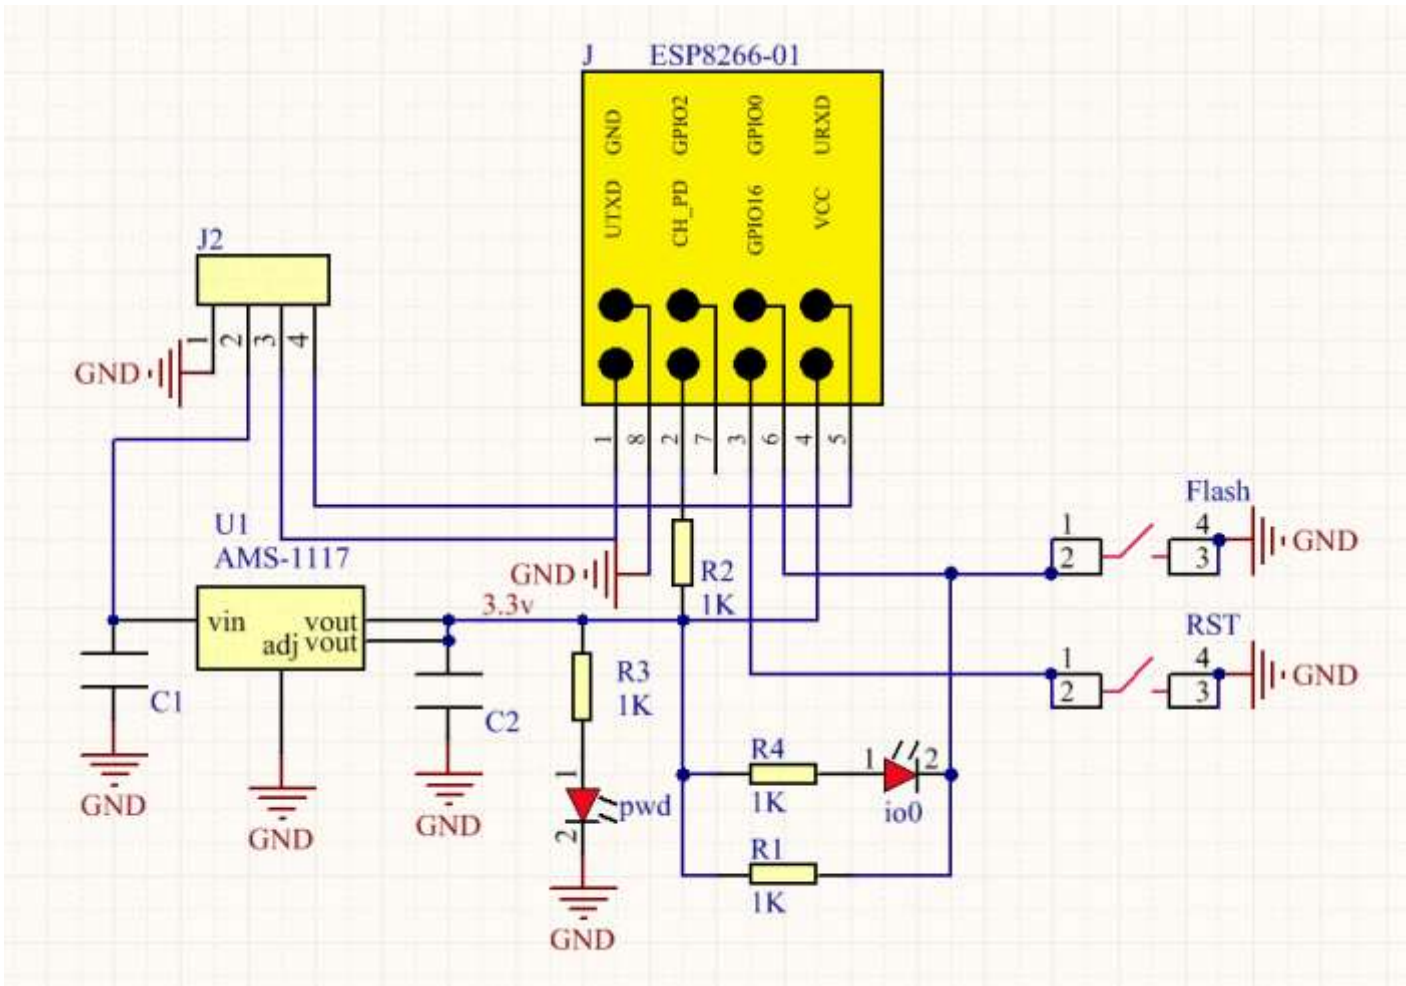 J ESP8266-01
GND GPIO2 GPIO0 URXD
UTXD CH_PD GPIO16 VCC
J2
1 2 3 4
GND
1 8 2 7 3 6 4 5
Flash
1 4
2 3
GND
U1
AMS-1117
GND
R2
1K
3.3v
vin vout
adj vout
RST
1 4
2 3
GND
R3
1K
C1
C2
R4
1K
1 2
io0
1
pwd
2
GND
GND
GND
R1
1K
GND